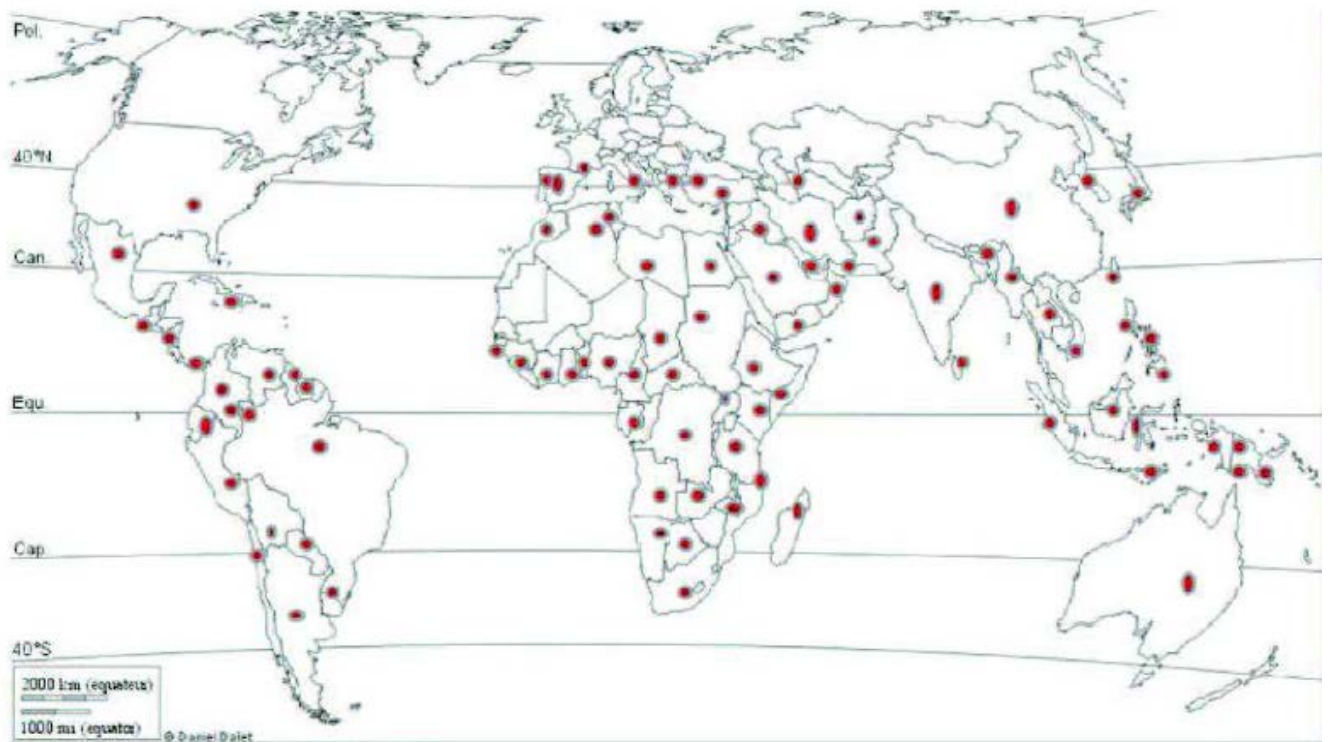 Pol.
40°N
Can.
Equ.
Cap.
40°S
2000 km (equateur)
1000 mi (equator)
© Daniel Dalet